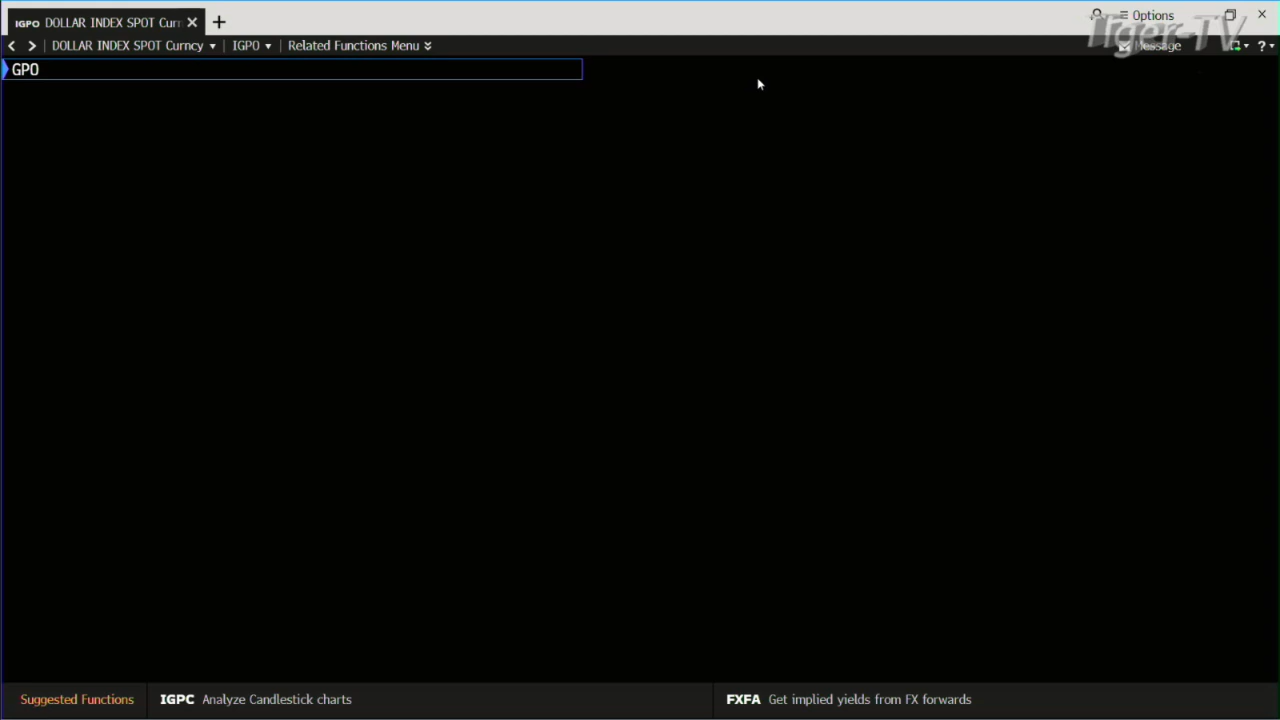 IGPO DOLLAR INDEX SPOT Curr
Options
Tiger-TV
DOLLAR INDEX SPOT Curncy IGPO Related Functions Menu
Message
?
GPO
Suggested Functions IGPC Analyze Candlestick charts FXFA Get implied yields from FX forwards